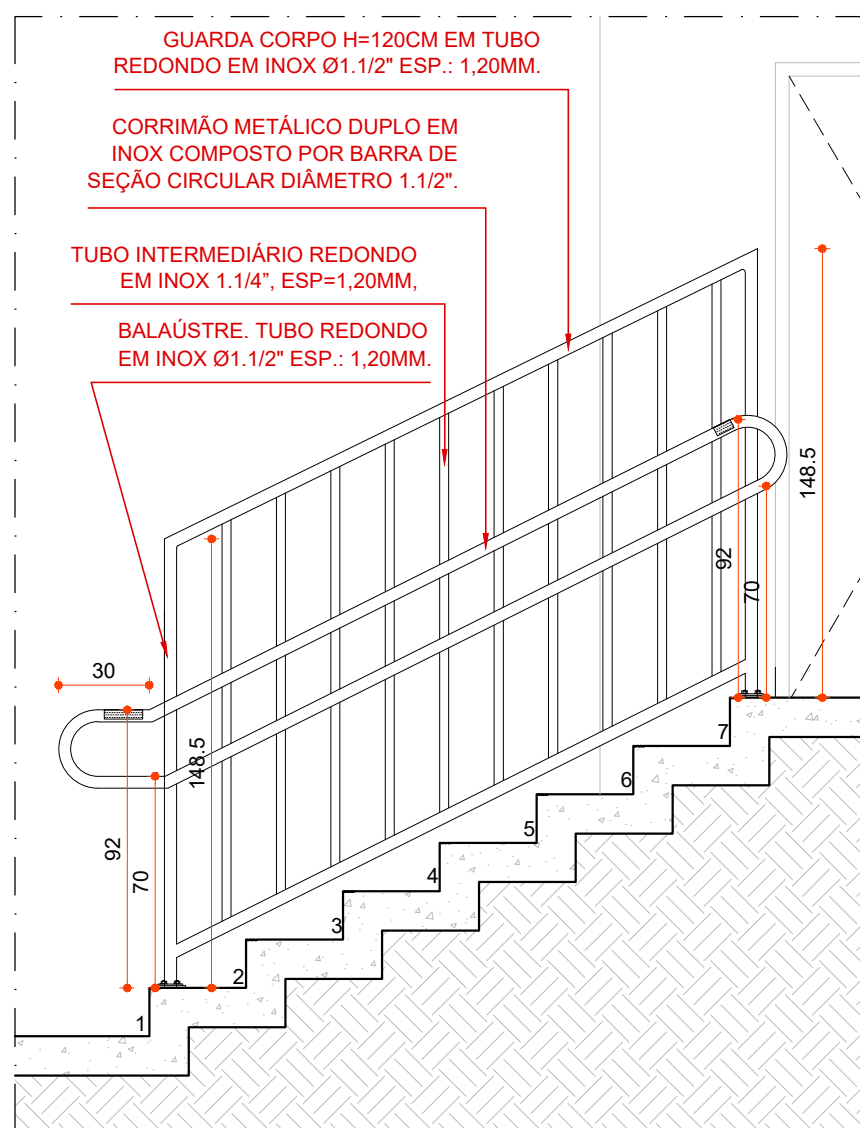 GUARDA CORPO H=120CM EM TUBO
REDONDO EM INOX Ø1.1/2" ESP.: 1,20MM.
CORRIMÃO METÁLICO DUPLO EM
INOX COMPOSTO POR BARRA DE
SEÇÃO CIRCULAR DIÂMETRO 1.1/2".
TUBO INTERMEDIÁRIO REDONDO
EM INOX 1.1/4”, ESP=1,20MM,
BALAÚSTRE. TUBO REDONDO
EM INOX Ø1.1/2" ESP.: 1,20MM.
148.5
92
70
30
148.5
92
70
7
6
5
4
3
2
1